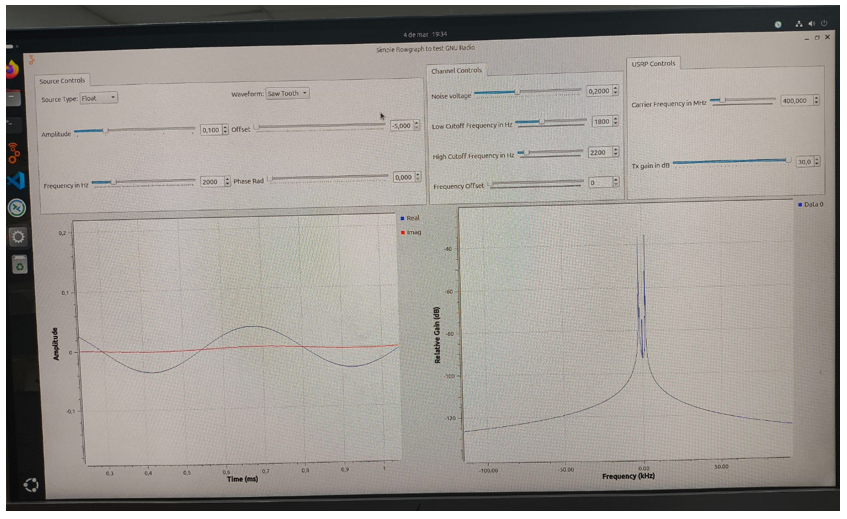 4 de mar 19:34
Simple flowgraph to test GNU Radio
Source Controls
Source Type: Float
Waveform: Saw Tooth
Amplitude 0,100
Offset -5,000
Frequency in Hz 2000
Phase Rad 0,000
Channel Controls
Noise voltage 0,2000
Low Cutoff Frequency in Hz 1800
High Cutoff Frequency in Hz 2200
Frequency Offset 0
USRP Controls
Carrier Frequency in MHz 400,000
Tx gain in dB 30,0
Real
Imag
0,2
0,1
0
-0,1
Amplitude
0,3 0,4 0,5 0,6 0,7 0,8 0,9 1
Time (ms)
Data 0
-40
-60
-80
-100
-120
Relative Gain (dB)
-100.00 -50.00 0.00 50.00
Frequency (kHz)